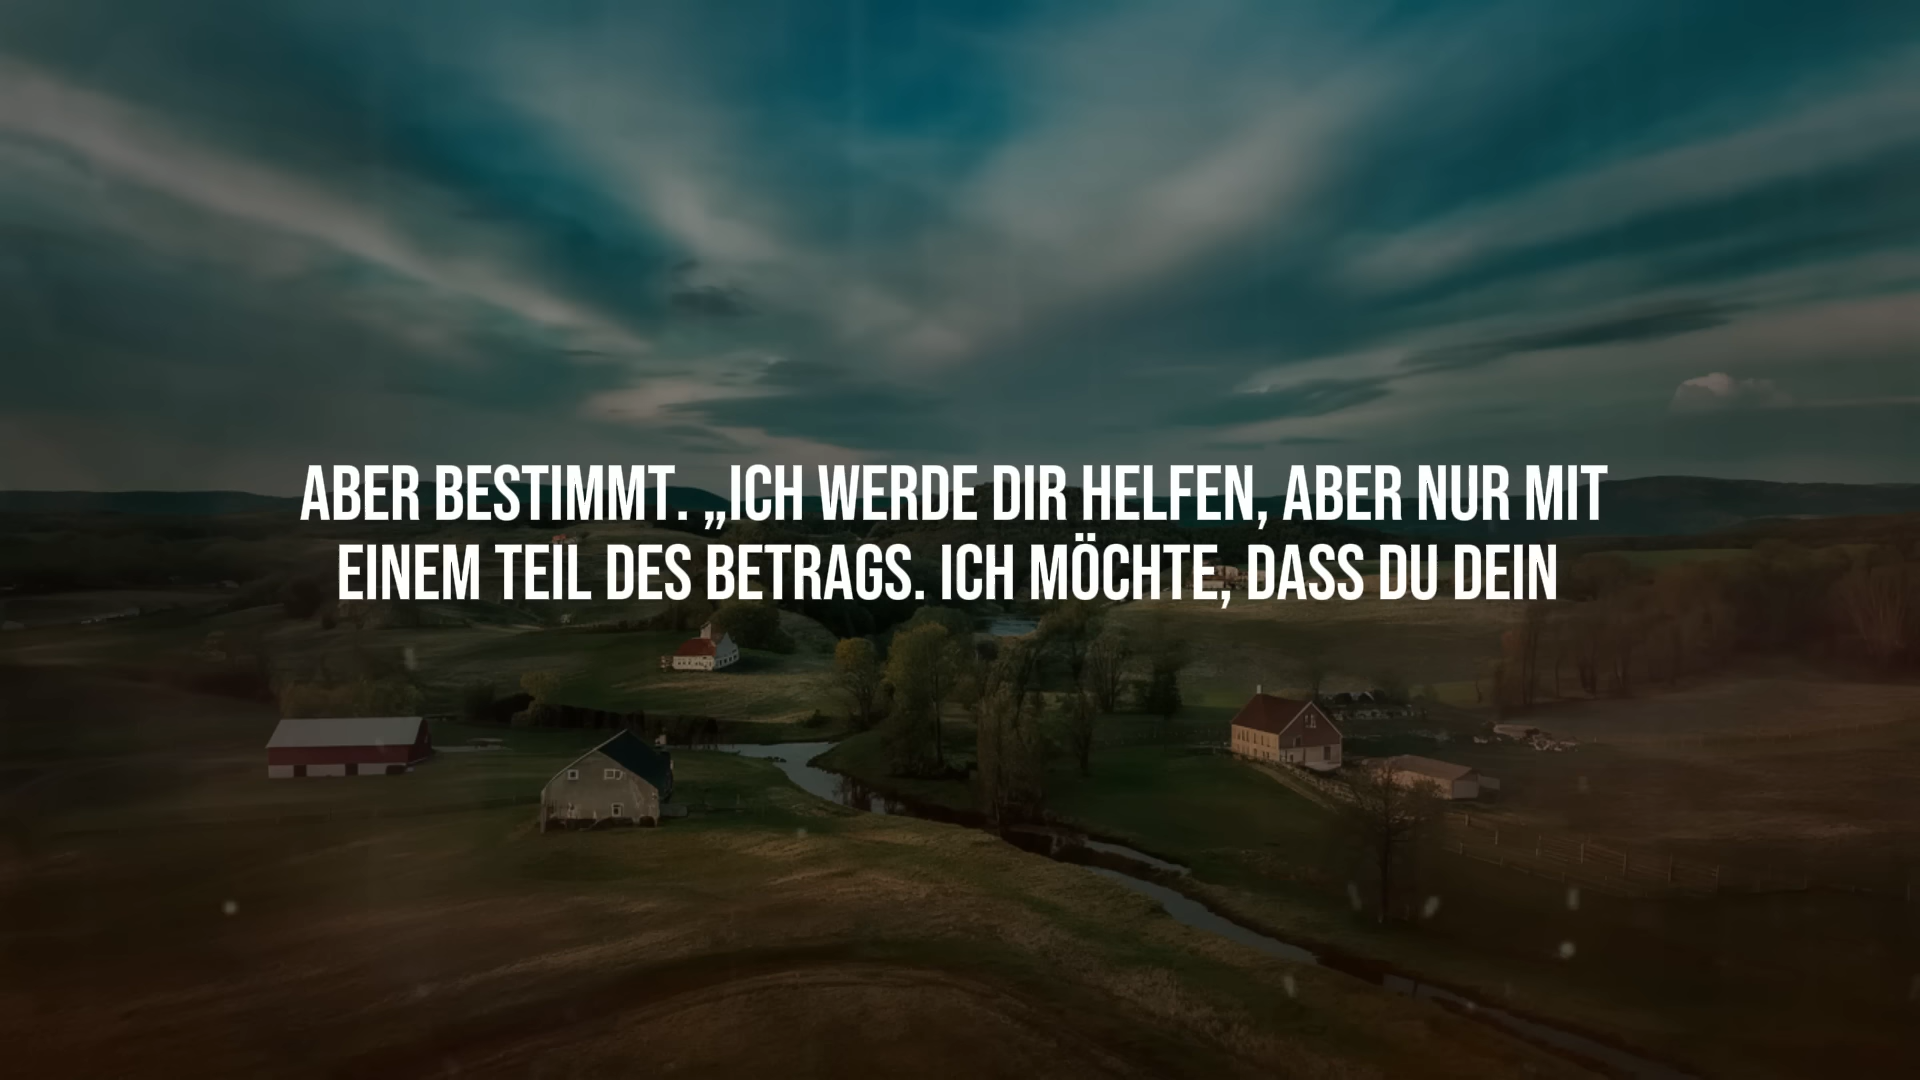 ABER BESTIMMT. „ICH WERDE DIR HELFEN, ABER NUR MIT
EINEM TEIL DES BETRAGS. ICH MÖCHTE, DASS DU DEIN